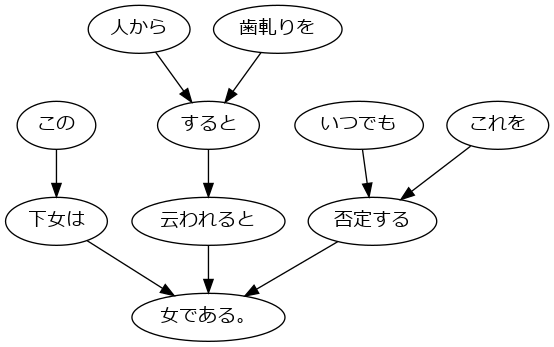 人から 歯軋りを
この すると いつでも これを
下女は 云われると 否定する
女である。